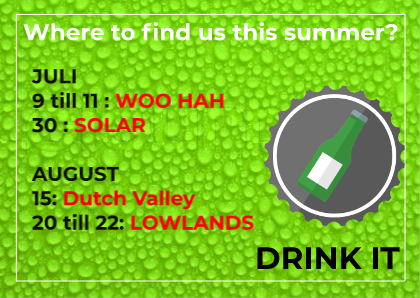 Where to find us this summer?
JULI
9 till 11 : WOO HAH
30 : SOLAR
AUGUST
15: Dutch Valley
20 till 22: LOWLANDS
DRINK IT